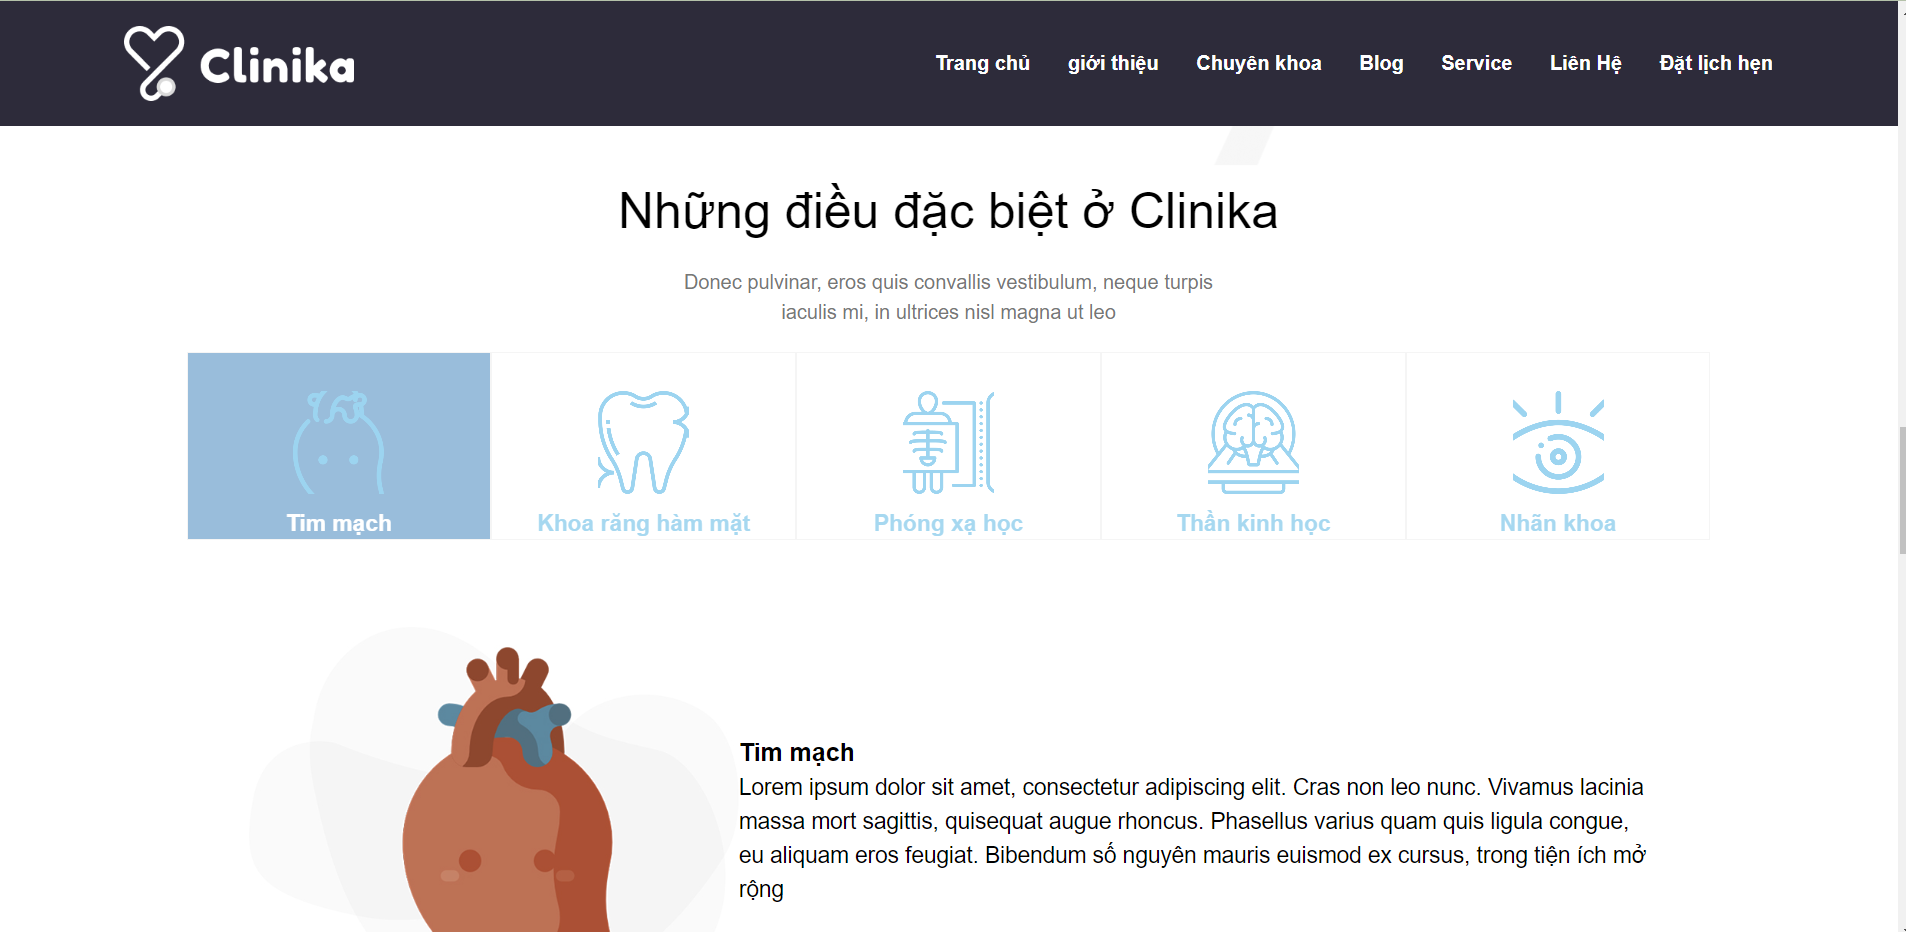 Clinika
Trang chủ giới thiệu Chuyên khoa Blog Service Liên Hệ Đặt lịch hẹn
Những điều đặc biệt ở Clinika
Donec pulvinar, eros quis convallis vestibulum, neque turpis
iaculis mi, in ultrices nisl magna ut leo
Tim mạch
Khoa răng hàm mặt
Phóng xạ học
Thần kinh học
Nhãn khoa
Tim mạch
Lorem ipsum dolor sit amet, consectetur adipiscing elit. Cras non leo nunc. Vivamus lacinia
massa mort sagittis, quisequat augue rhoncus. Phasellus varius quam quis ligula congue,
eu aliquam eros feugiat. Bibendum số nguyên mauris euismod ex cursus, trong tiện ích mở
rộng